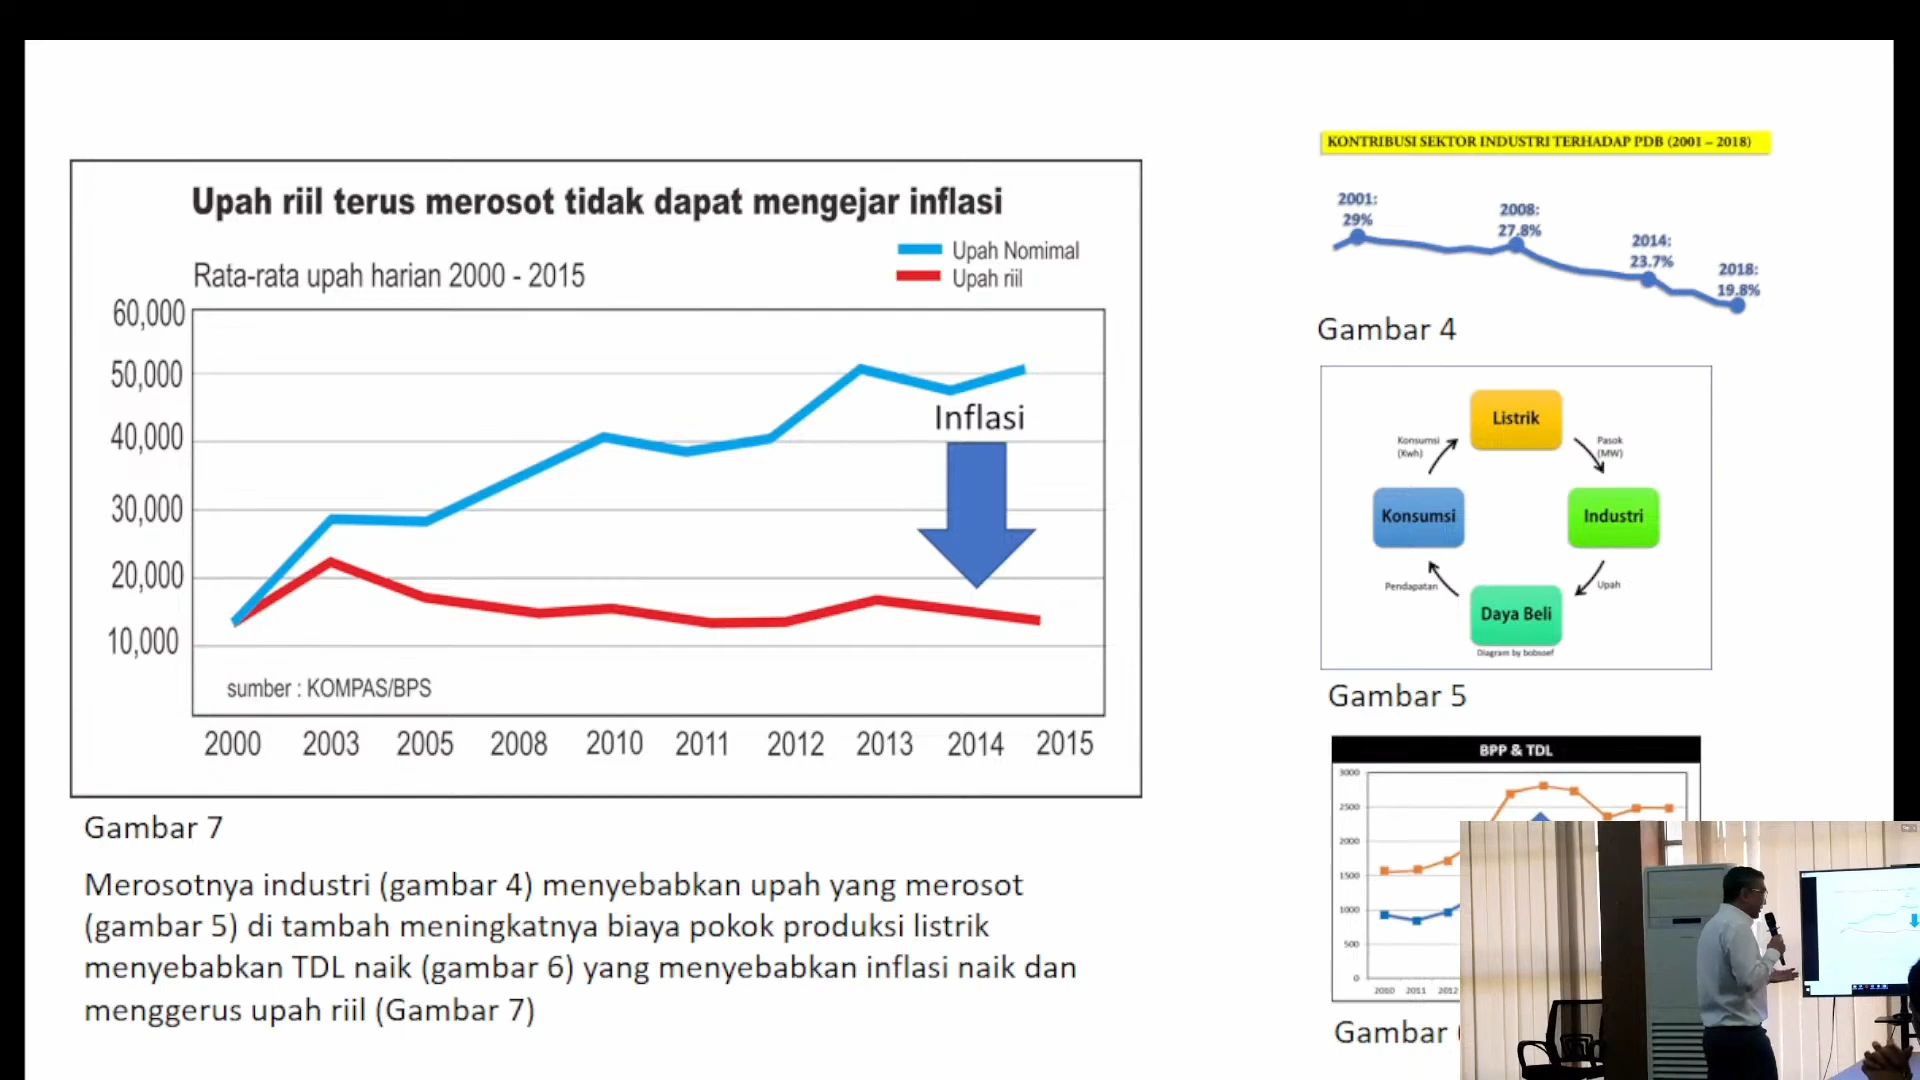 Upah riil terus merosot tidak dapat mengejar inflasi
Upah Nomimal
Upah riil
Rata-rata upah harian 2000 - 2015
60,000
50,000
40,000
30,000
20,000
10,000
Inflasi
sumber : KOMPAS/BPS
2000 2003 2005 2008 2010 2011 2012 2013 2014 2015
Gambar 7
Merosotnya industri (gambar 4) menyebabkan upah yang merosot
(gambar 5) di tambah meningkatnya biaya pokok produksi listrik
menyebabkan TDL naik (gambar 6) yang menyebabkan inflasi naik dan
menggerus upah riil (Gambar 7)
KONTRIBUSI SEKTOR INDUSTRI TERHADAP PDB (2001 – 2018)
2001:
29%
2008:
27.8%
2014:
23.7%
2018:
19.8%
Gambar 4
Listrik
Konsumsi
(Kwh)
Pasok
(MW)
Konsumsi
Industri
Pendapatan
Upah
Daya Beli
Diagram by bobsoef
Gambar 5
BPP & TDL
3000
2500
2000
1500
1000
500
0
2010 2011 2012
Gambar